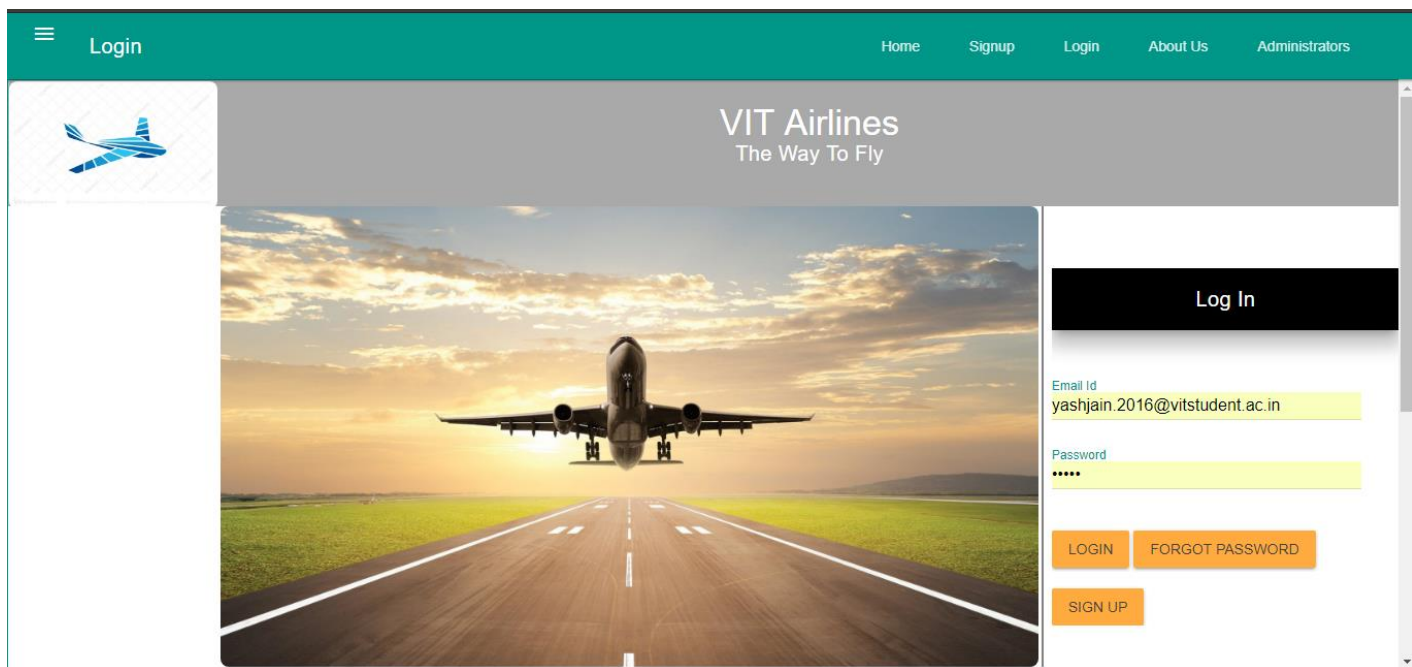 Login
Home Signup Login About Us Administrators
VIT Airlines
The Way To Fly
Log In
Email Id
yashjain.2016@vitstudent.ac.in
Password
•••••
LOGIN FORGOT PASSWORD
SIGN UP